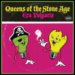 Queens of the Stone Age
Era Vulgaris